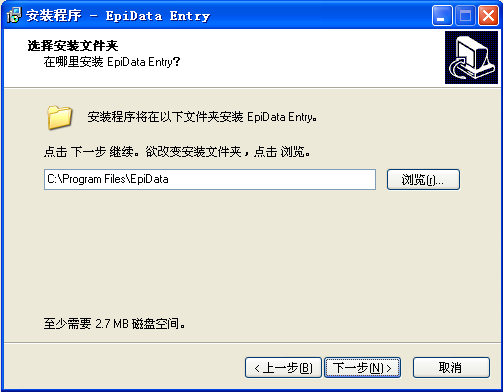 安装程序 - EpiData Entry
选择安装文件夹
在哪里安装 EpiData Entry?
安装程序将在以下文件夹安装 EpiData Entry。
点击 下一步 继续。欲改变安装文件夹，点击 浏览。
C:\Program Files\EpiData
浏览(r)...
至少需要 2.7 MB 磁盘空间。
<上一步(B)
下一步(N)>
取消